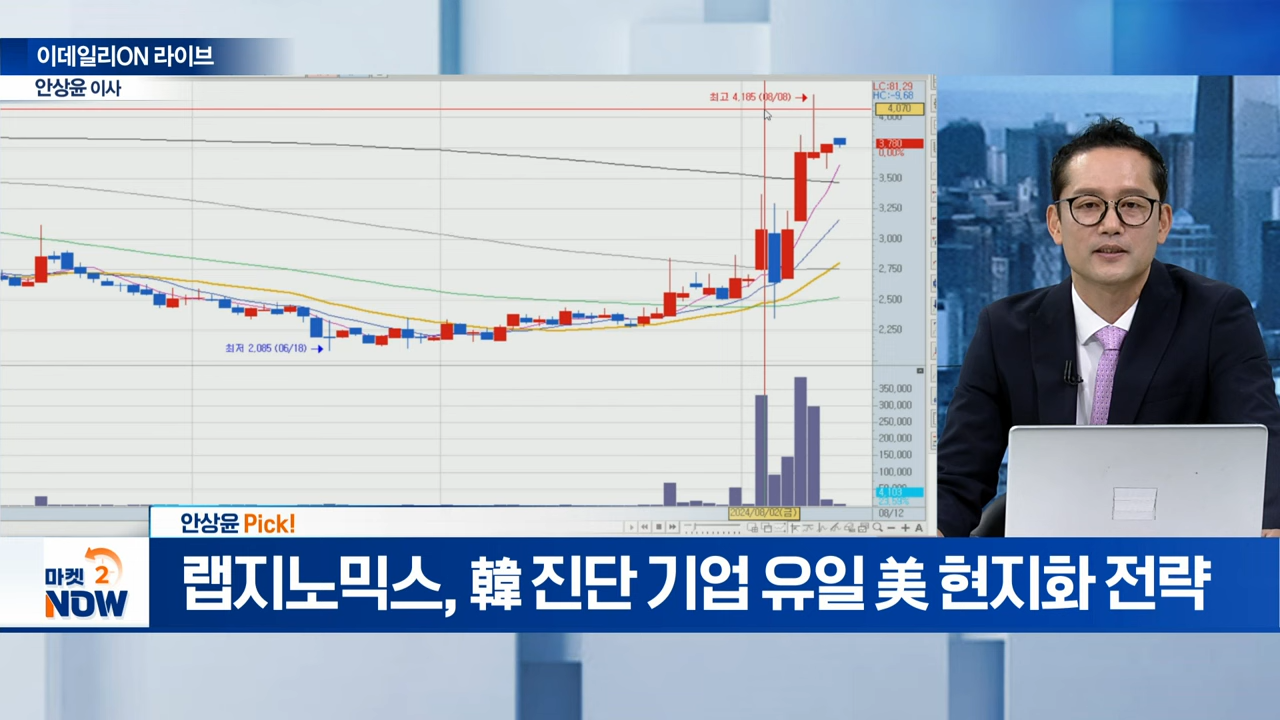 이데일리ON 라이브
안상윤 이사
최고 4,185 (08/08)
LC:81,29
HC:-9,68
4,070
4,000
3,780
0,00%
3,500
3,250
3,000
2,750
2,500
2,250
최저 2,085 (06/18)
350,000
300,000
250,000
200,000
150,000
100,000
50,000
4,103
2024/08/02(금)
08/12
안상윤 Pick!
마켓 2
NOW
랩지노믹스, 韓 진단 기업 유일 美 현지화 전략